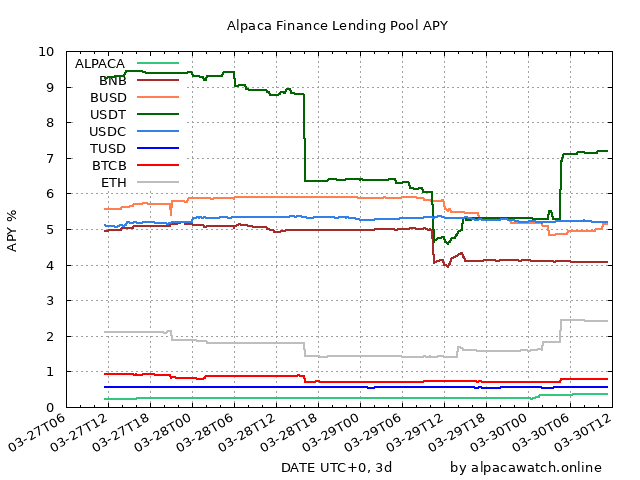 Alpaca Finance Lending Pool APY
10
9
8
7
6
5
4
3
2
1
0
APY %
ALPACA
BNB
BUSD
USDT
USDC
TUSD
BTCB
ETH
03-27T06
03-27T12
03-27T18
03-28T00
03-28T06
03-28T12
03-28T18
03-29T00
03-29T06
03-29T12
03-29T18
03-30T00
03-30T06
03-30T12
DATE UTC+0, 3d
by alpacawatch.online